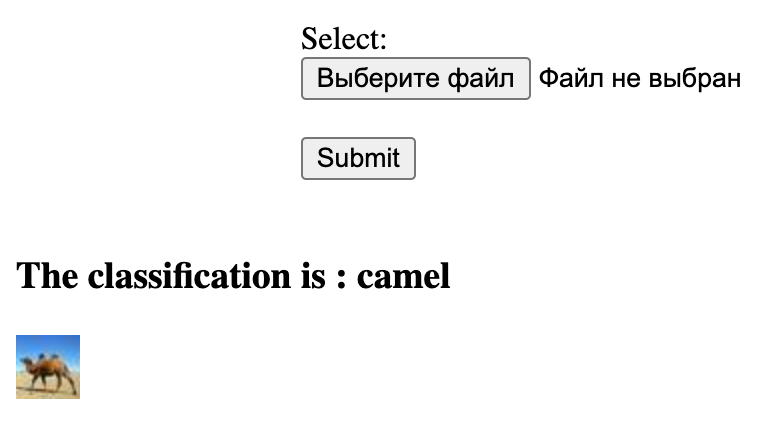 Select:
Выберите файл Файл не выбран
Submit
The classification is : camel